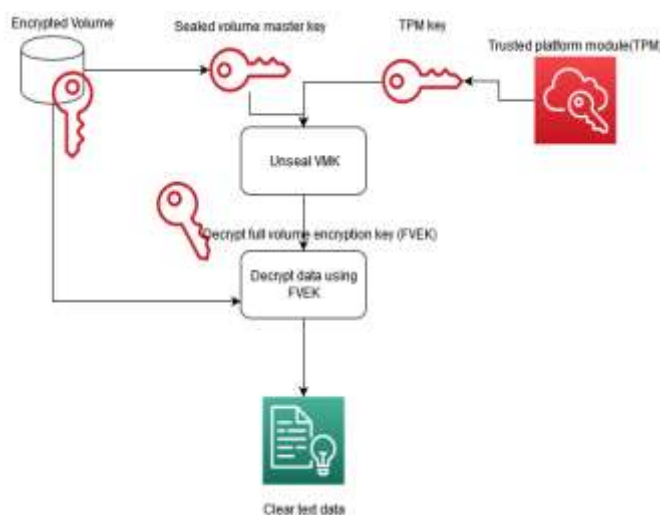 Encrypted Volume
Sealed volume master key
TPM key
Trusted platform module(TPM
Unseal VMK
Decrypt full volume encryption key (FVEK)
Decrypt data using
FVEK
Clear text data